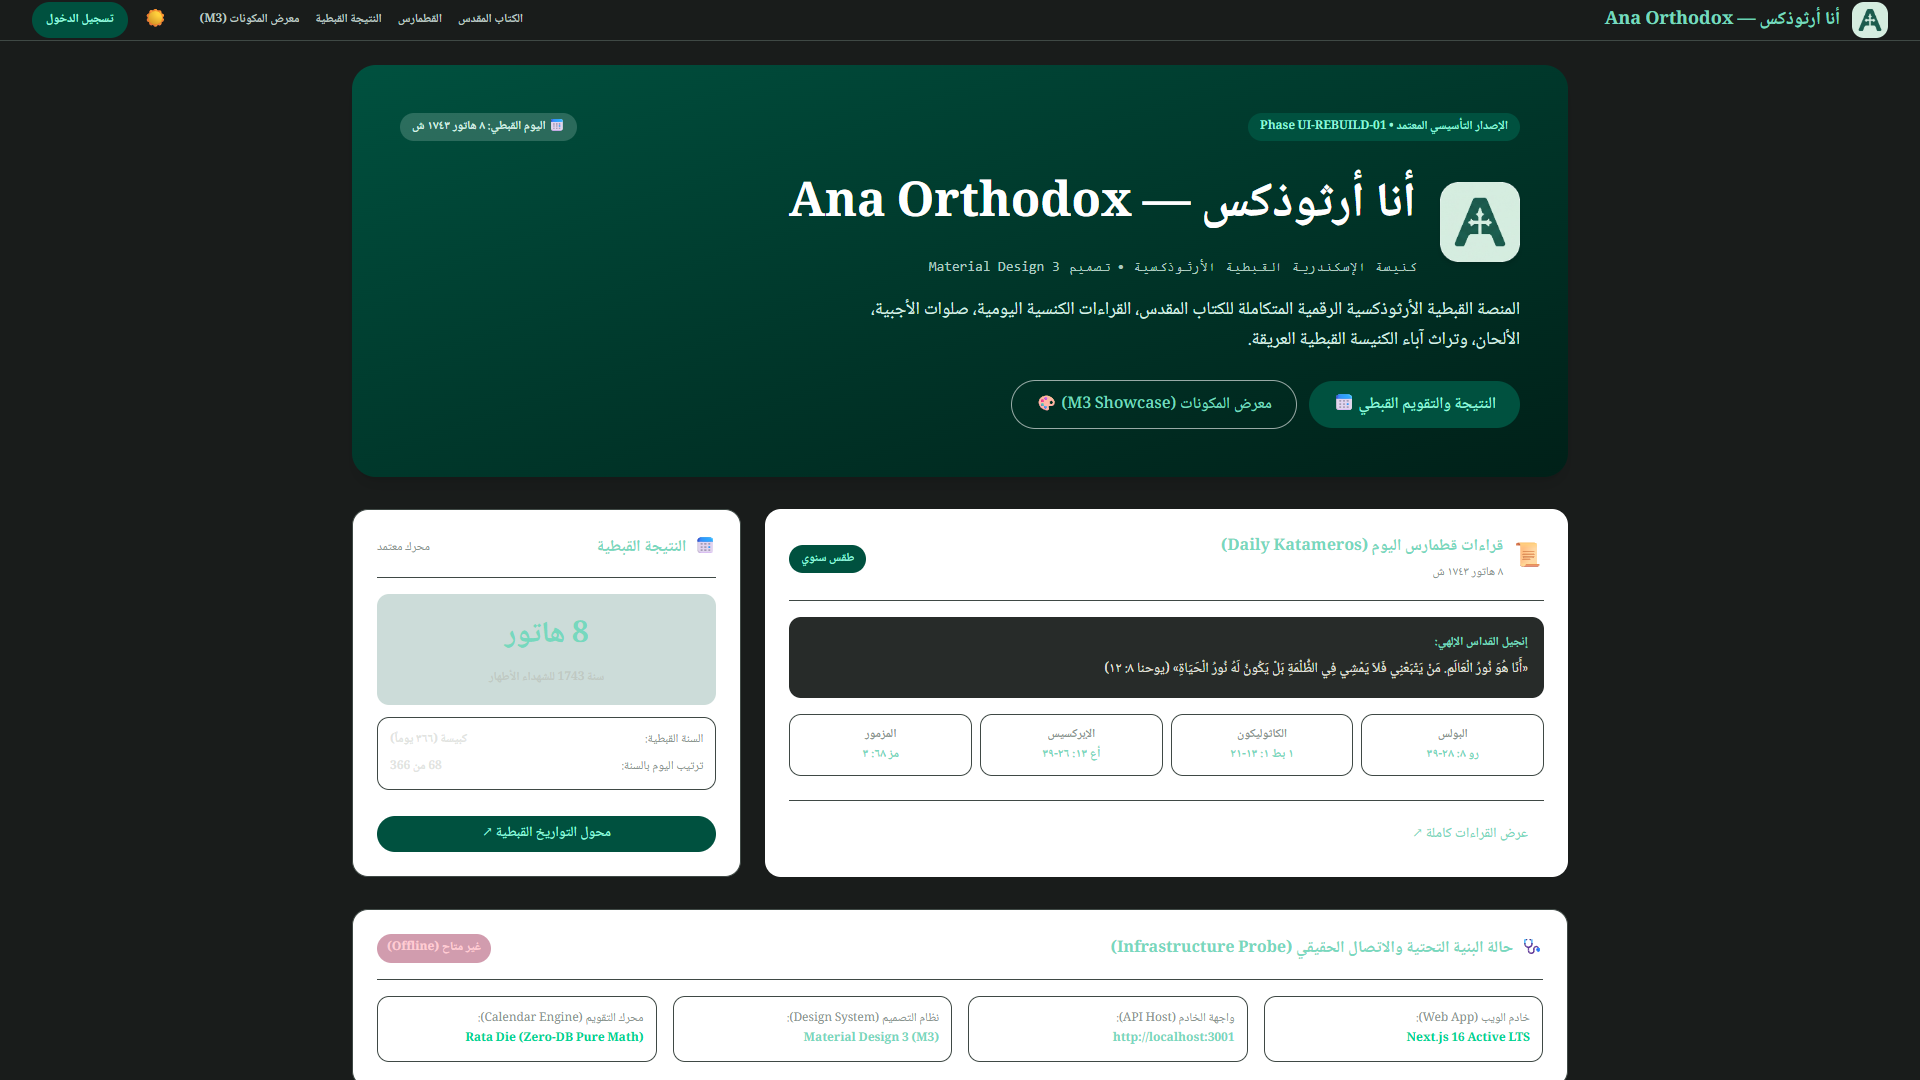 أنا أرثوذكس — Ana Orthodox
الكتاب المقدس
القطمارس
النتيجة القبطية
معرض المكونات (M3)
تسجيل الدخول
الإصدار التأسيسي المعتمد • Phase UI-REBUILD-01
اليوم القبطي: ٨ هاتور ١٧٤٣ ش
أنا أرثوذكس — Ana Orthodox
كنيسة الإسكندرية القبطية الأرثوذكسية • تصميم Material Design 3
المنصة القبطية الأرثوذكسية الرقمية المتكاملة للكتاب المقدس، القراءات الكنسية اليومية، صلوات الأجبية،
الألحان، وتراث آباء الكنيسة القبطية العريقة.
النتيجة والتقويم القبطي
معرض المكونات (M3 Showcase)
قراءات قطمارس اليوم (Daily Katameros)
٨ هاتور ١٧٤٣ ش
طقس سنوي
إنجيل القداس الإلهي:
«أَنَا هُوَ نُورُ الْعَالَمِ. مَنْ يَتْبَعْنِي فَلاَ يَمْشِي فِي الظُّلْمَةِ بَلْ يَكُونُ لَهُ نُورُ الْحَيَاةِ» (يوحنا ٨: ١٢)
البولس
رو ٨: ٢٨-٣٩
الكاثوليكون
١ بط ١: ١٣-٢١
الإبركسيس
أع ١٣: ٢٦-٣٩
المزمور
مز ٦٨: ٣
عرض القراءات كاملة ↗
النتيجة القبطية
محرك معتمد
8 هاتور
سنة 1743 للشهداء الأطهار
السنة القبطية:
كبيسة (٣٦٦ يوماً)
ترتيب اليوم بالسنة:
68 من 366
محول التواريخ القبطية ↗
حالة البنية التحتية والاتصال الحقيقي (Infrastructure Probe)
غير متاح (Offline)
خادم الويب (Web App):
Next.js 16 Active LTS
واجهة الخادم (API Host):
http://localhost:3001
نظام التصميم (Design System):
Material Design 3 (M3)
محرك التقويم (Calendar Engine):
Rata Die (Zero-DB Pure Math)